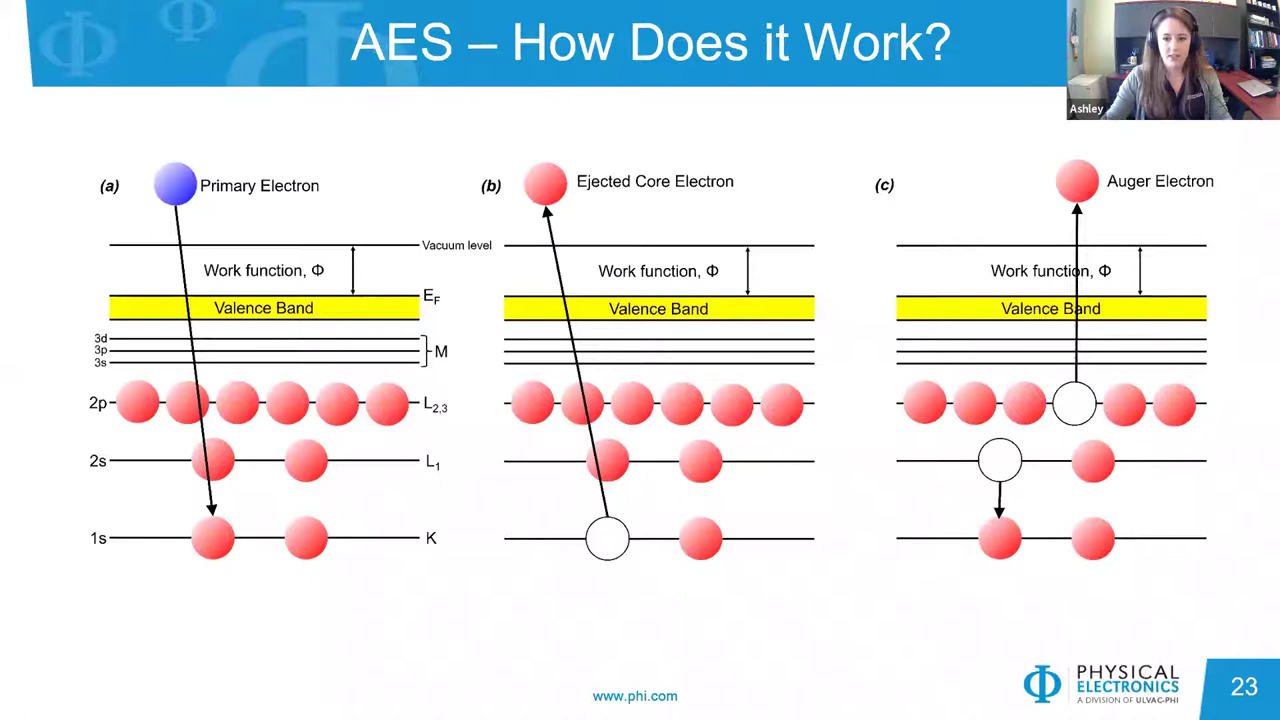 AES – How Does it Work?
Ashley
(a)
Primary Electron
Vacuum level
Work function, Φ
E_F
Valence Band
3d
3p
3s
M
2p
L2,3
2s
L1
1s
K
(b)
Ejected Core Electron
Work function, Φ
Valence Band
(c)
Auger Electron
Work function, Φ
Valence Band
www.phi.com
PHYSICAL
ELECTRONICS
A DIVISION OF ULVAC-PHI
23